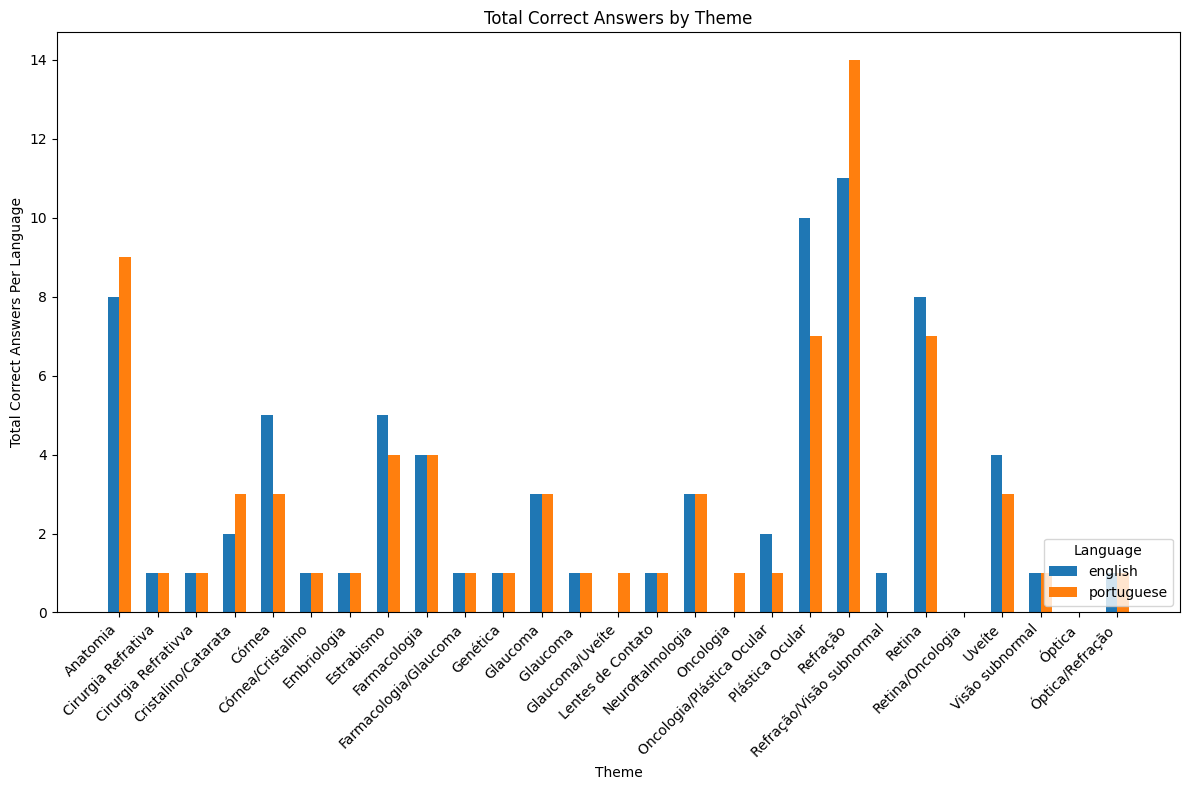 Total Correct Answers by Theme
Total Correct Answers Per Language
14
12
10
8
6
4
2
0
Language
english
portuguese
Anatomia
Cirurgia Refrativa
Cirurgia Refrativva
Cristalino/Catarata
Córnea
Córnea/Cristalino
Embriologia
Estrabismo
Farmacologia
Farmacologia/Glaucoma
Genética
Glaucoma
Glaucoma
Glaucoma/Uveíte
Lentes de Contato
Neuroftalmologia
Oncologia
Oncologia/Plástica Ocular
Plástica Ocular
Refração
Refração/Visão subnormal
Retina
Retina/Oncologia
Uveite
Visão subnormal
Óptica
Óptica/Refração
Theme